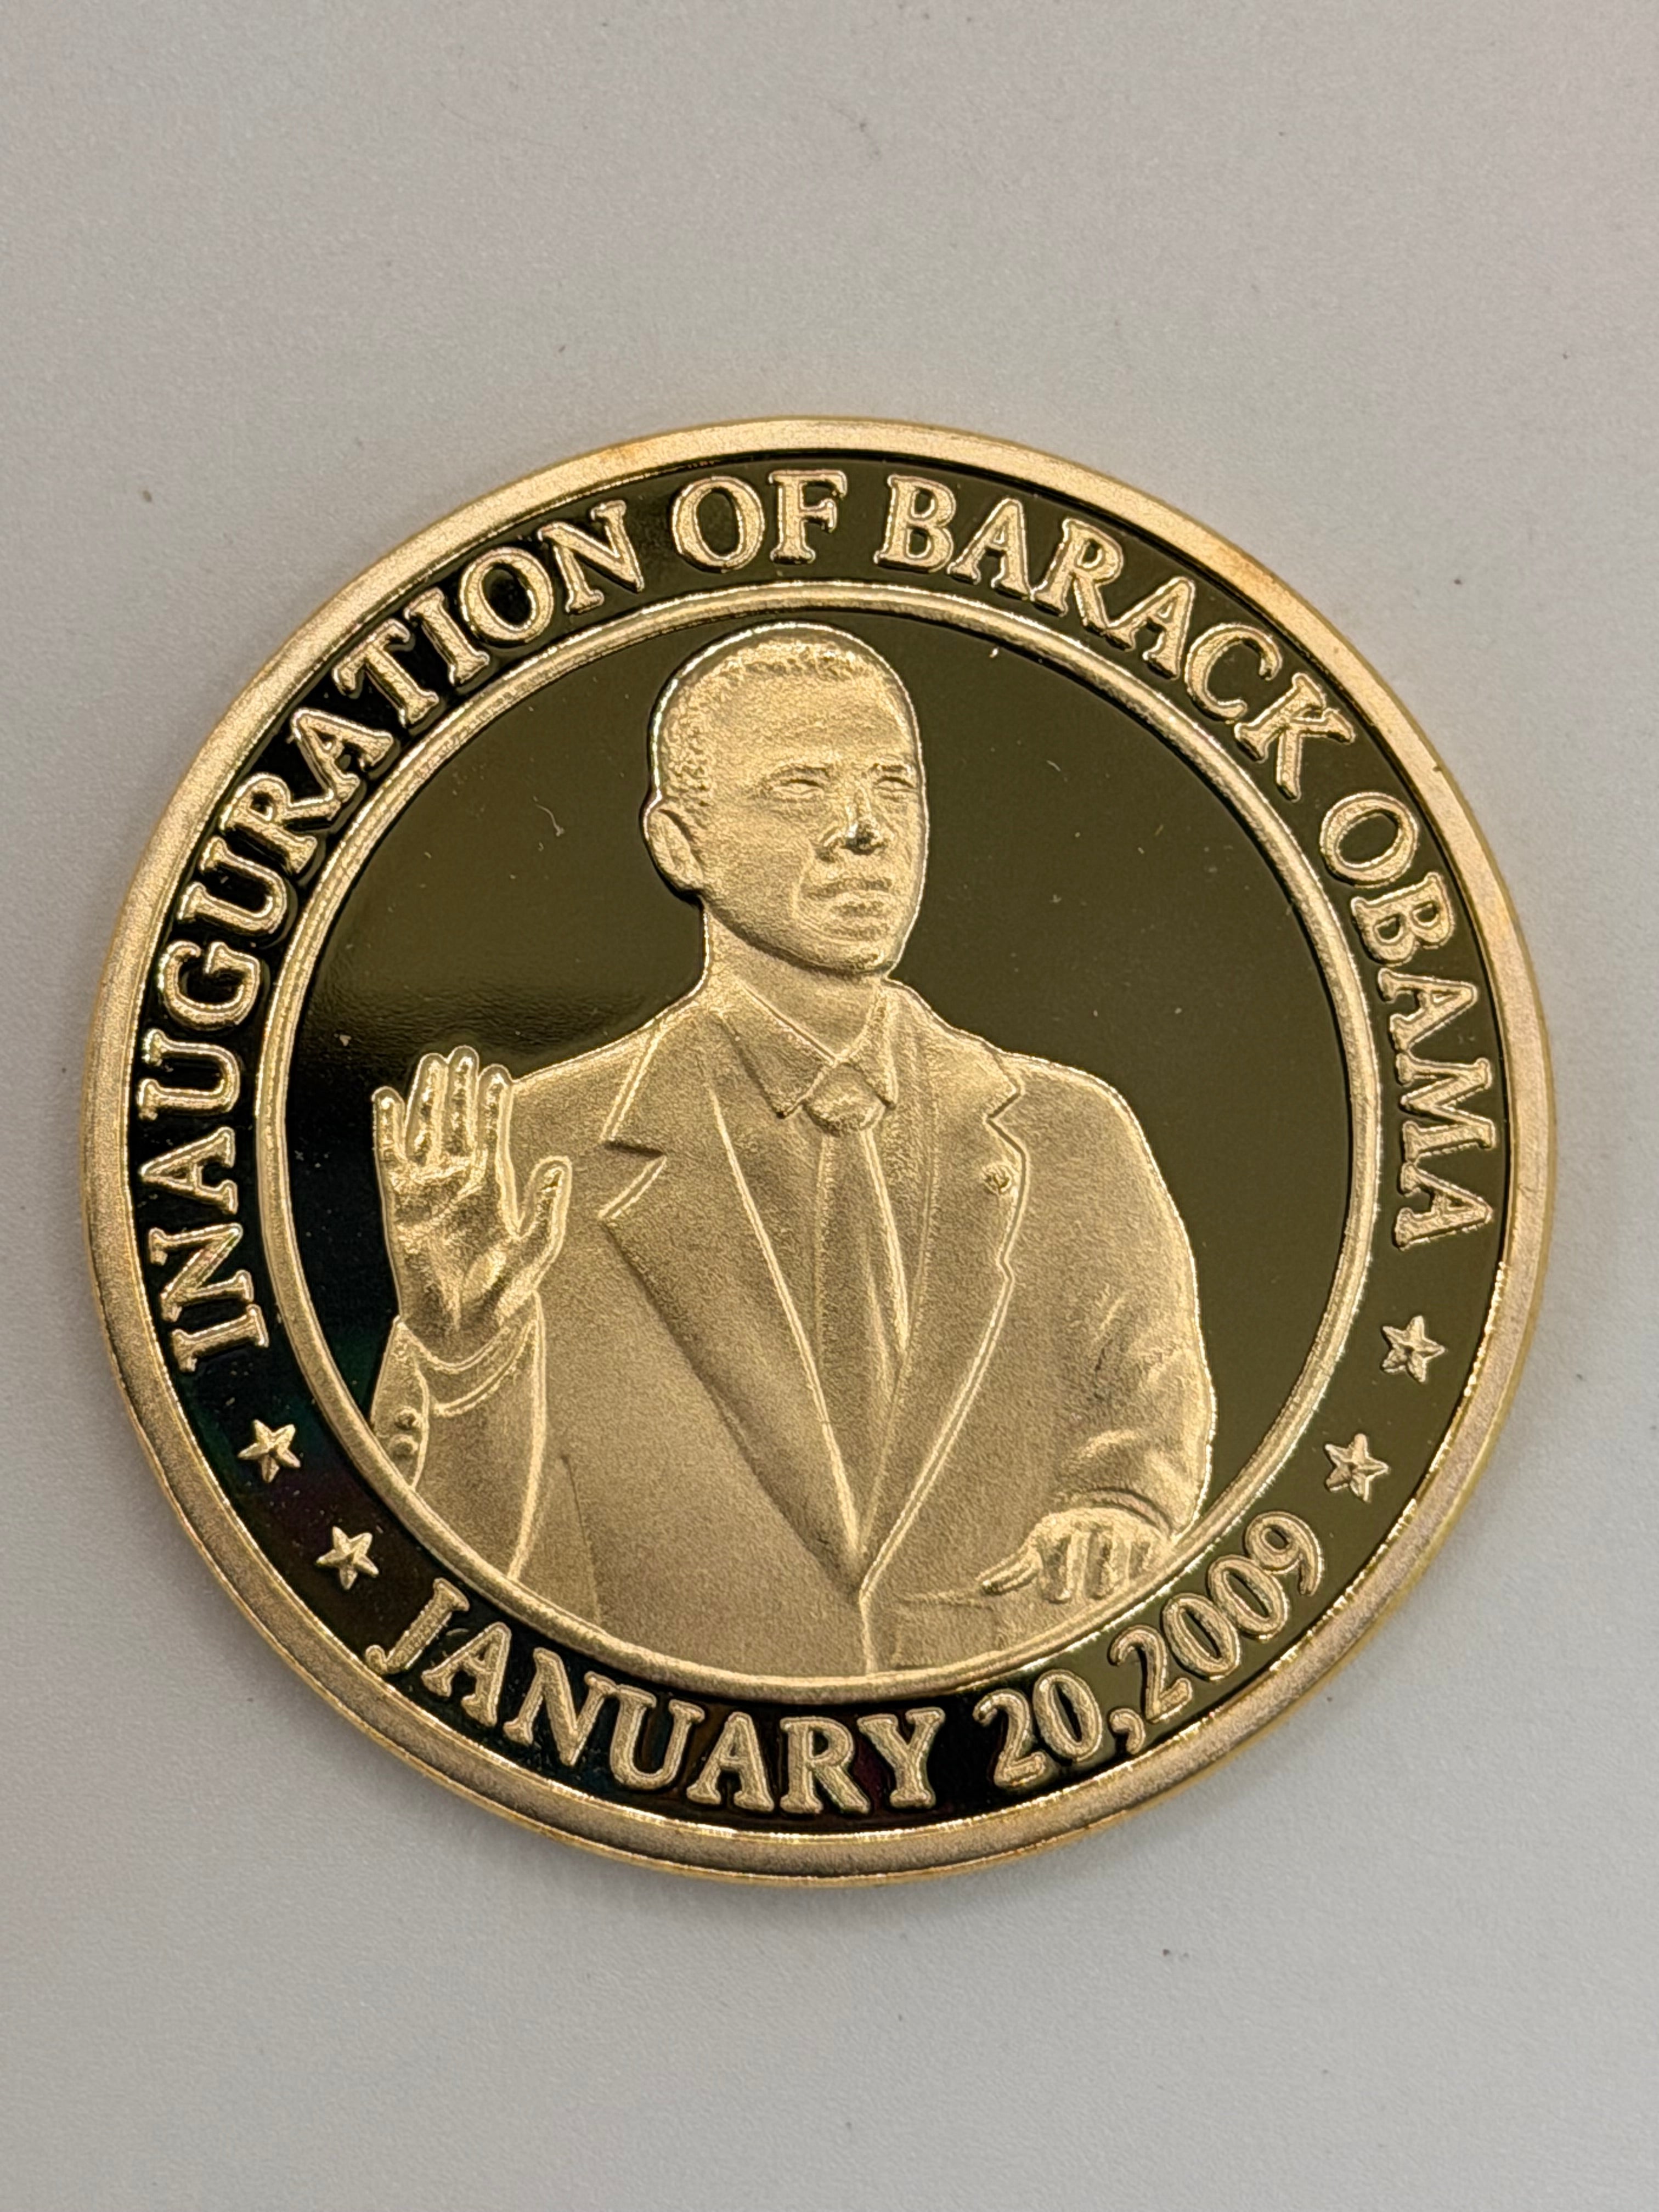 INAUGURATION OF BARACK OBAMA
JANUARY 20,2009